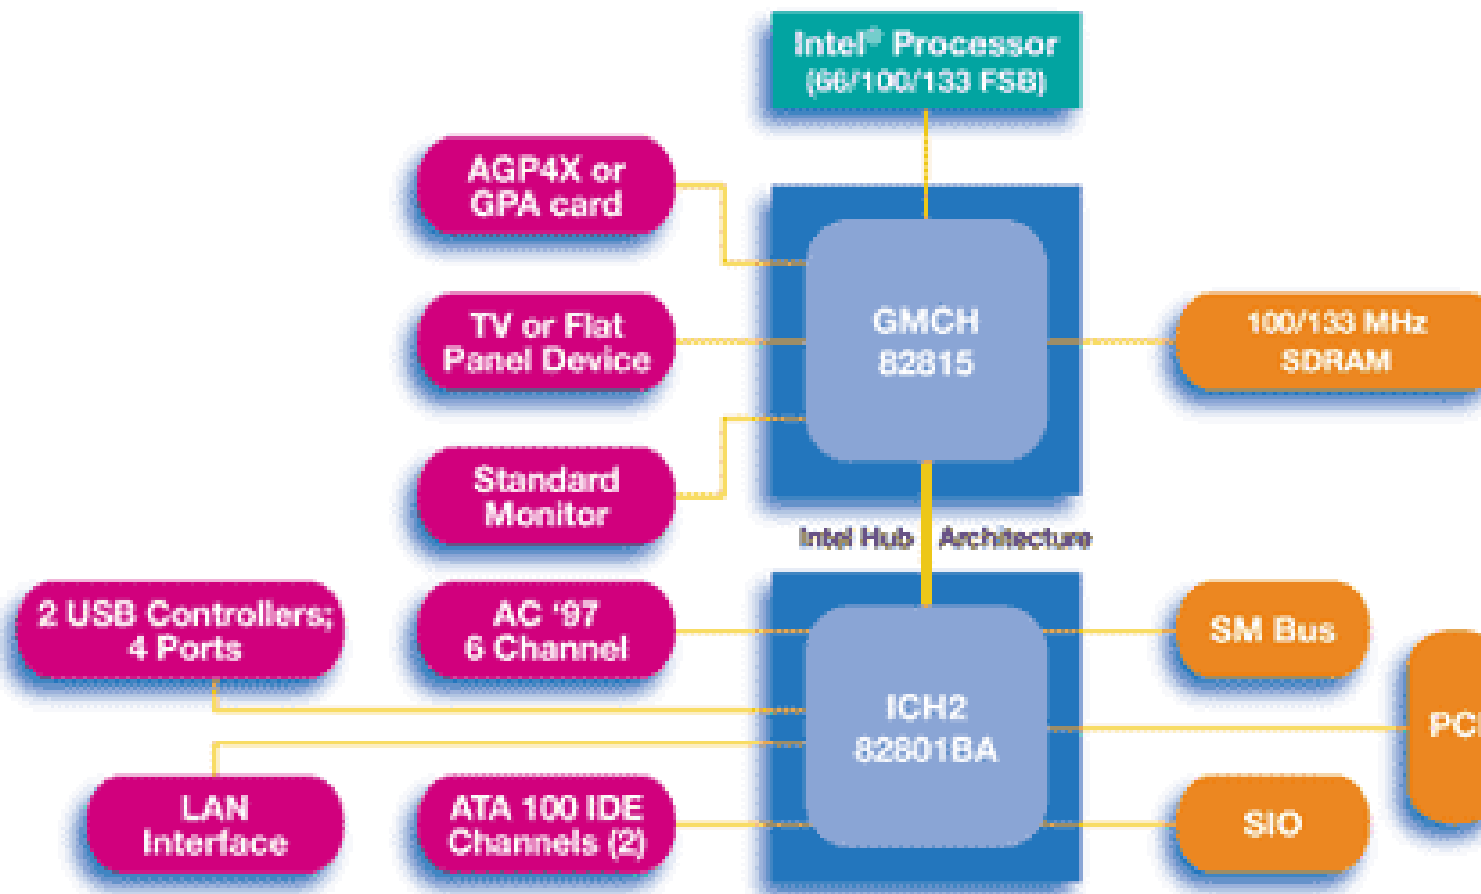 Intel® Processor
(66/100/133 FSB)
AGP4X or
GPA card
TV or Flat
Panel Device
GMCH
82815
100/133 MHz
SDRAM
Standard
Monitor
Intel Hub Architecture
2 USB Controllers;
4 Ports
AC '97
6 Channel
SM Bus
ICH2
82801BA
PCI
LAN
Interface
ATA 100 IDE
Channels (2)
SIO